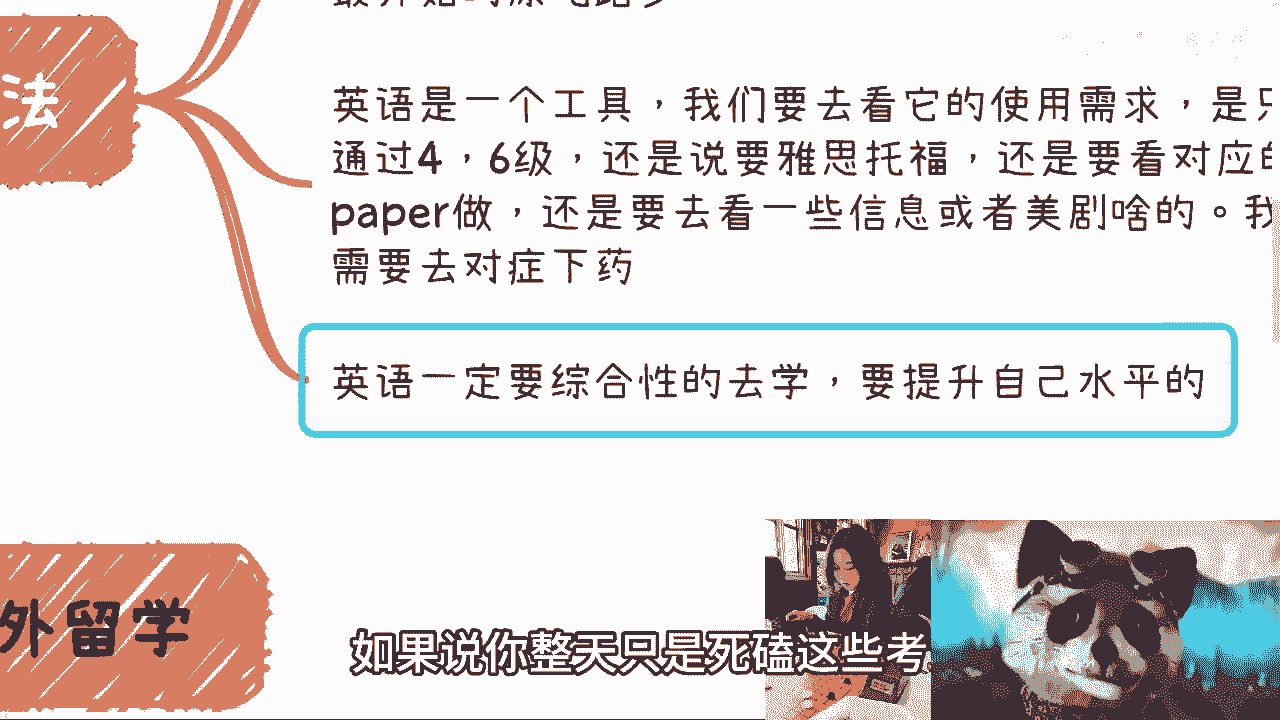 法
英语是一个工具，我们要去看它的使用需求，是只
通过4，6级，还是说要雅思托福，还是要看对应的
paper做，还是要去看一些信息或者美剧啥的。我
需要去对症下药
英语一定要综合性的去学，要提升自己水平的
外留学
如果说你整天只是死磕这些考